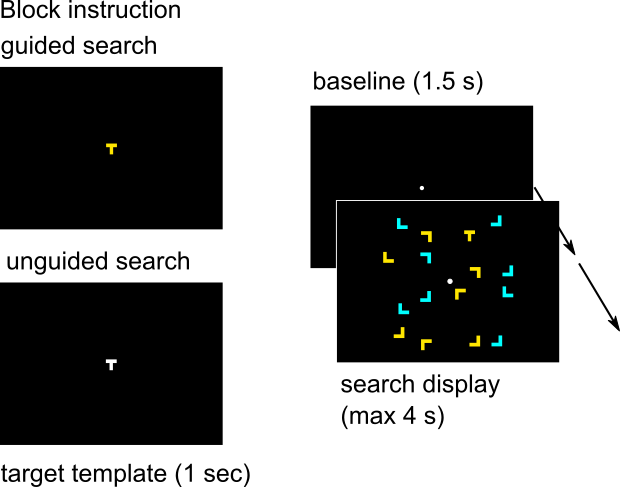 Block instruction
guided search
unguided search
target template (1 sec)
baseline (1.5 s)
search display
(max 4 s)